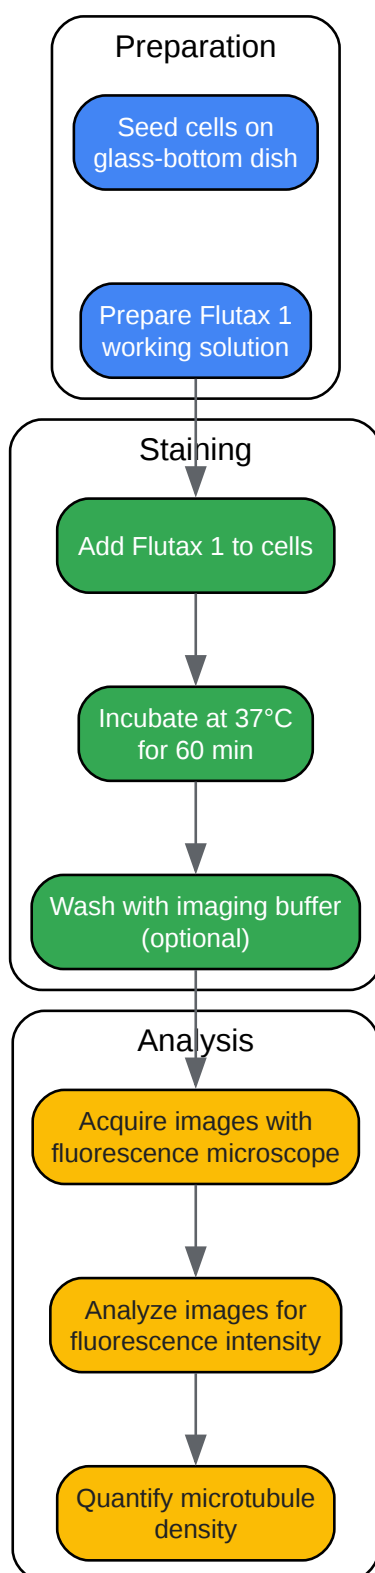 Preparation
Seed cells on
glass-bottom dish
Prepare Flutax 1
working solution
Staining
Add Flutax 1 to cells
Incubate at 37°C
for 60 min
Wash with imaging buffer
(optional)
Analysis
Acquire images with
fluorescence microscope
Analyze images for
fluorescence intensity
Quantify microtubule
density